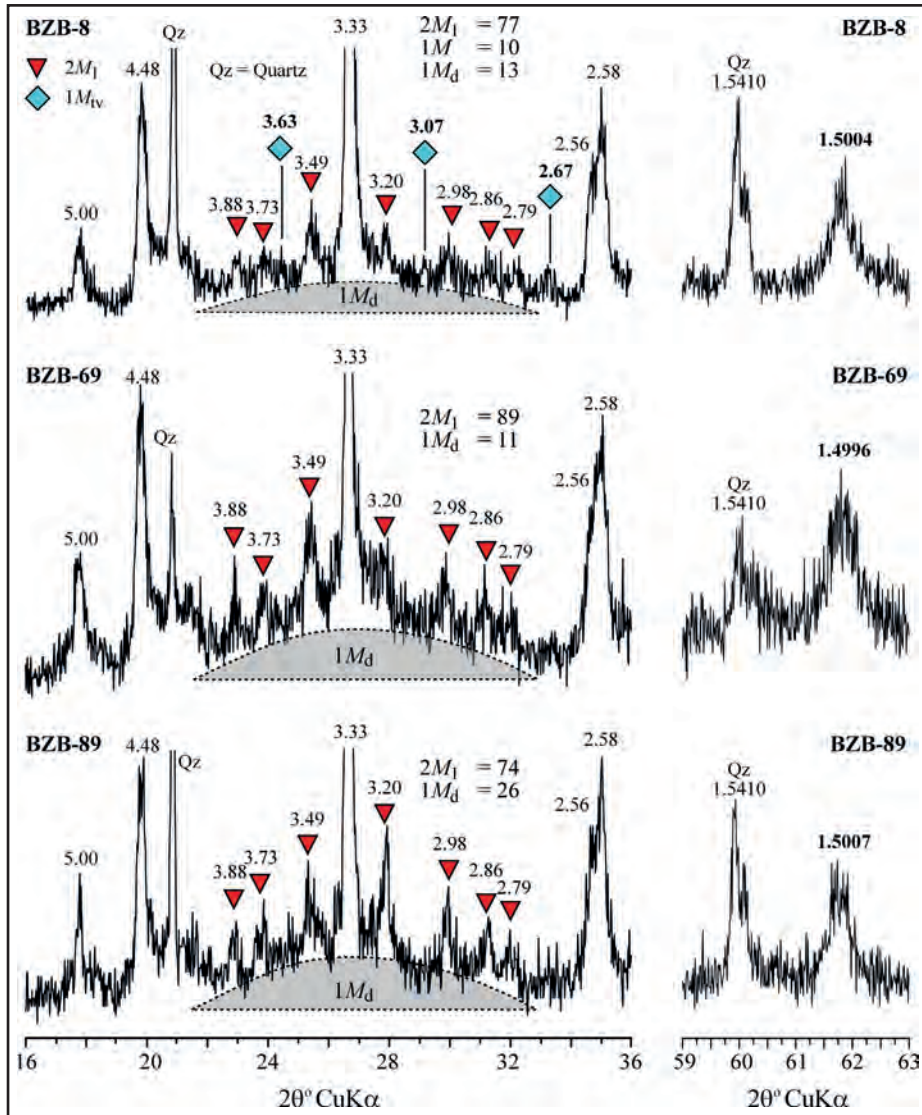 BZB-8
Qz
3.33
2M₁ = 77
1M = 10
1Md = 13
BZB-8
2M₁
1Mtv
4.48
Qz = Quartz
5.00
3.88
3.73
3.63
3.49
3.20
3.07
2.98
2.86
2.79
2.67
2.56
2.58
1Md
Qz
1.5410
1.5004
BZB-69
3.33
2M₁ = 89
1Md = 11
BZB-69
4.48
Qz
5.00
3.88
3.73
3.49
3.20
2.98
2.86
2.79
2.56
2.58
1Md
Qz
1.5410
1.4996
BZB-89
3.33
2M₁ = 74
1Md = 26
BZB-89
4.48
Qz
5.00
3.88
3.73
3.49
3.20
2.98
2.86
2.79
2.56
2.58
1Md
Qz
1.5410
1.5007
16 20 24 28 32 36
59 60 61 62 63
2θ° CuKα
2θ° CuKα